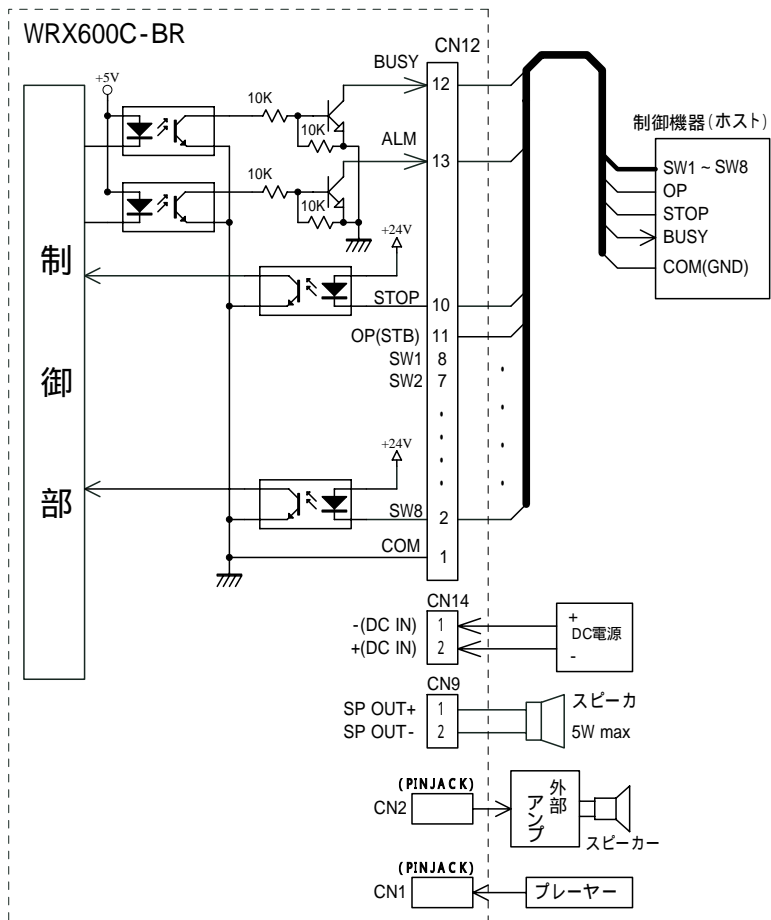 WRX600C-BR
CN12
BUSY
+5V
12
10K
10K
ALM
13
10K
10K
+24V
制御部
STOP
10
OP(STB)
11
SW1
8
SW2
7
+24V
SW8
2
COM
1
制御機器(ホスト)
SW1 ~ SW8
OP
STOP
BUSY
COM(GND)
CN14
-(DC IN)
1
+(DC IN)
2
+
DC電源
-
CN9
SP OUT+
1
SP OUT-
2
スピーカ
5W max
(PINJACK)
CN2
外部アンプ
スピーカー
(PINJACK)
CN1
プレーヤー